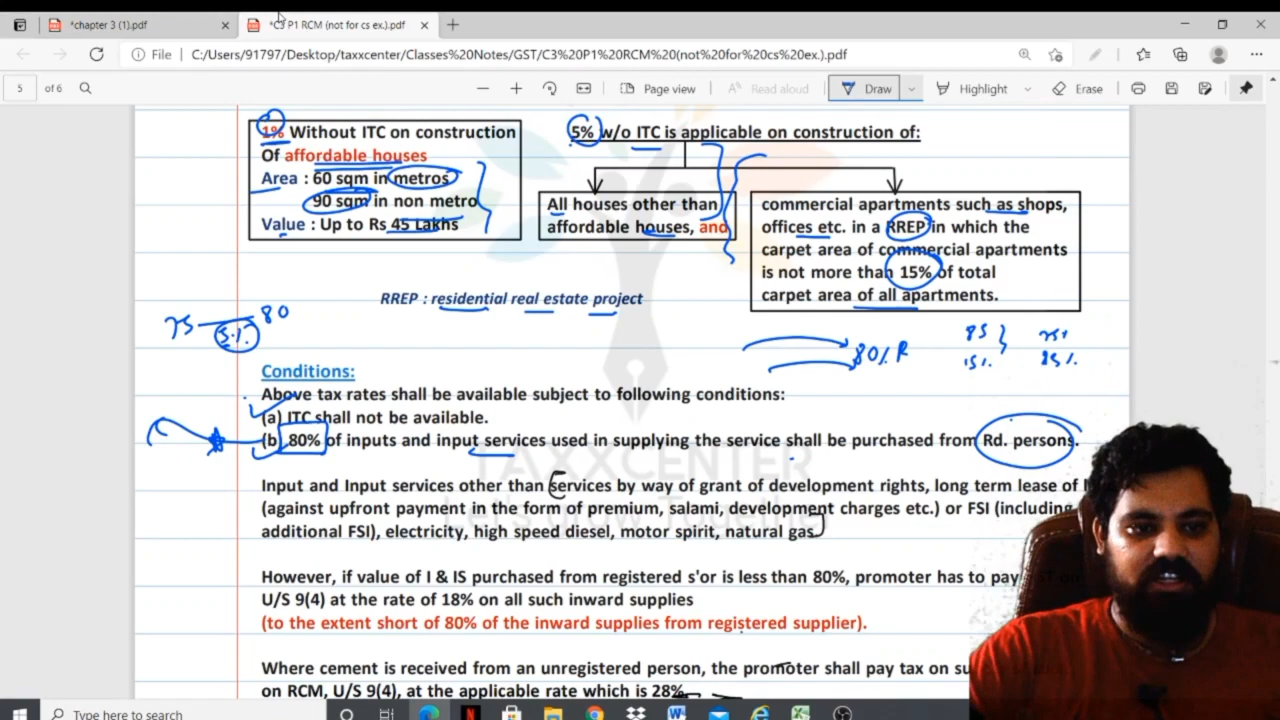 *chapter 3 (1).pdf
*C3 P1 RCM (not for cs ex.).pdf
File
C:/Users/91797/Desktop/taxxcenter/Classes%20Notes/GST/C3%20P1%20RCM%20(not%20for%20cs%20ex.).pdf
5 of 6
Page view
Read aloud
Draw
Highlight
Erase
1% Without ITC on construction
Of affordable houses
Area : 60 sqm in metros
90 sqm in non metro
Value : Up to Rs 45 Lakhs
5% w/o ITC is applicable on construction of:
All houses other than
affordable houses, and
commercial apartments such as shops,
offices etc. in a RREP in which the
carpet area of commercial apartments
is not more than 15% of total
carpet area of all apartments.
RREP : residential real estate project
75 80
5%
80% R
85
15%
85%
Conditions:
Above tax rates shall be available subject to following conditions:
(a) ITC shall not be available.
(b) 80% of inputs and input services used in supplying the service shall be purchased from Rd. persons.
Input and Input services other than services by way of grant of development rights, long term lease of
(against upfront payment in the form of premium, salami, development charges etc.) or FSI (including
additional FSI), electricity, high speed diesel, motor spirit, natural gas
However, if value of I & IS purchased from registered s'or is less than 80%, promoter has to pay
U/S 9(4) at the rate of 18% on all such inward supplies
(to the extent short of 80% of the inward supplies from registered supplier).
Where cement is received from an unregistered person, the promoter shall pay tax on
on RCM, U/S 9(4), at the applicable rate which is 28%
TAXXCENTER
Let's grow Together
Type here to search